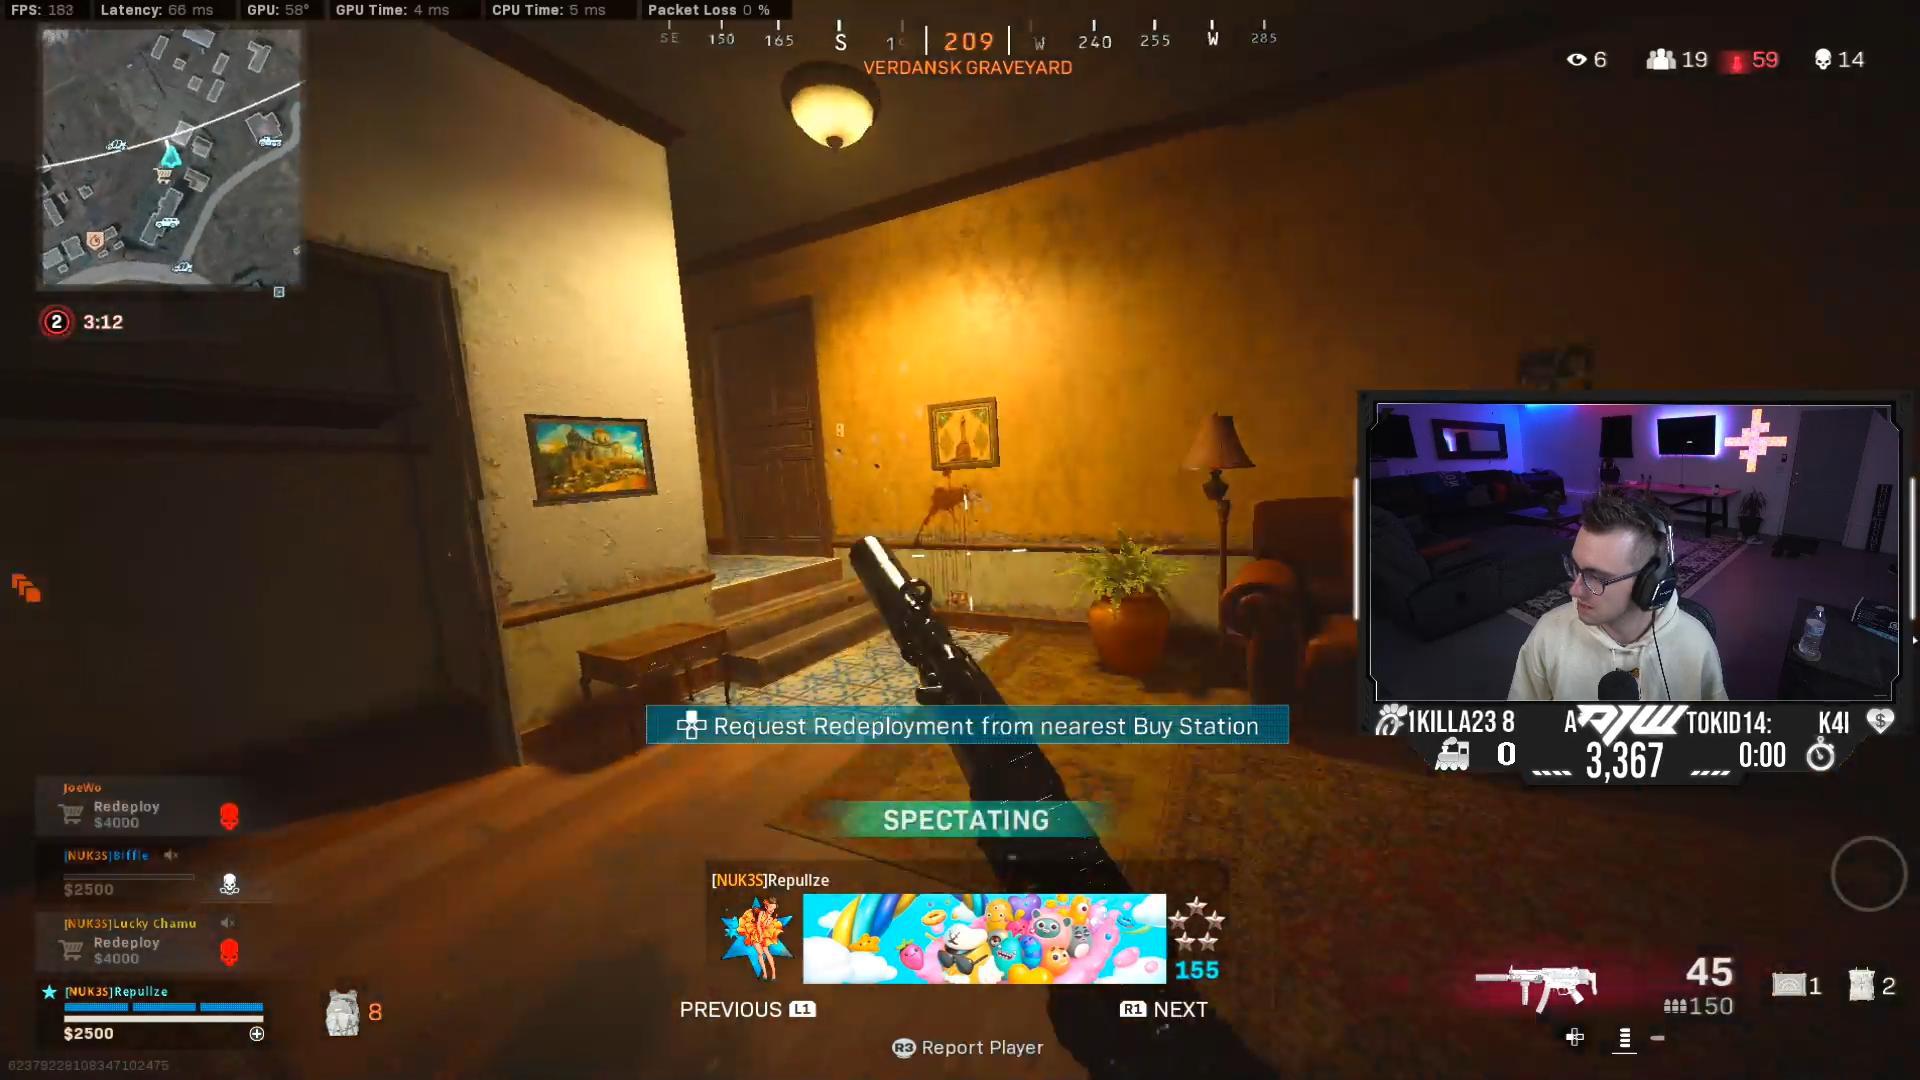 FPS: 183 Latency: 66 ms GPU: 58° GPU Time: 4 ms CPU Time: 5 ms Packet Loss 0 %
SE 150 165 S 209 W 240 255 W 285
VERDANSK GRAVEYARD
6 19 59 14
2 3:12
Request Redeployment from nearest Buy Station
SPECTATING
1KILLA23 8 A TOKID14: K4I
0 3,367 0:00
JoeWo
Redeploy
$4000
[NUK3S]Biffle
$2500
[NUK3S]Lucky Chamu
Redeploy
$4000
[NUK3S]Repullze
$2500
8
[NUK3S]Repullze
155
PREVIOUS L1
R1 NEXT
R3 Report Player
45
150
1 2
62379228108347102475